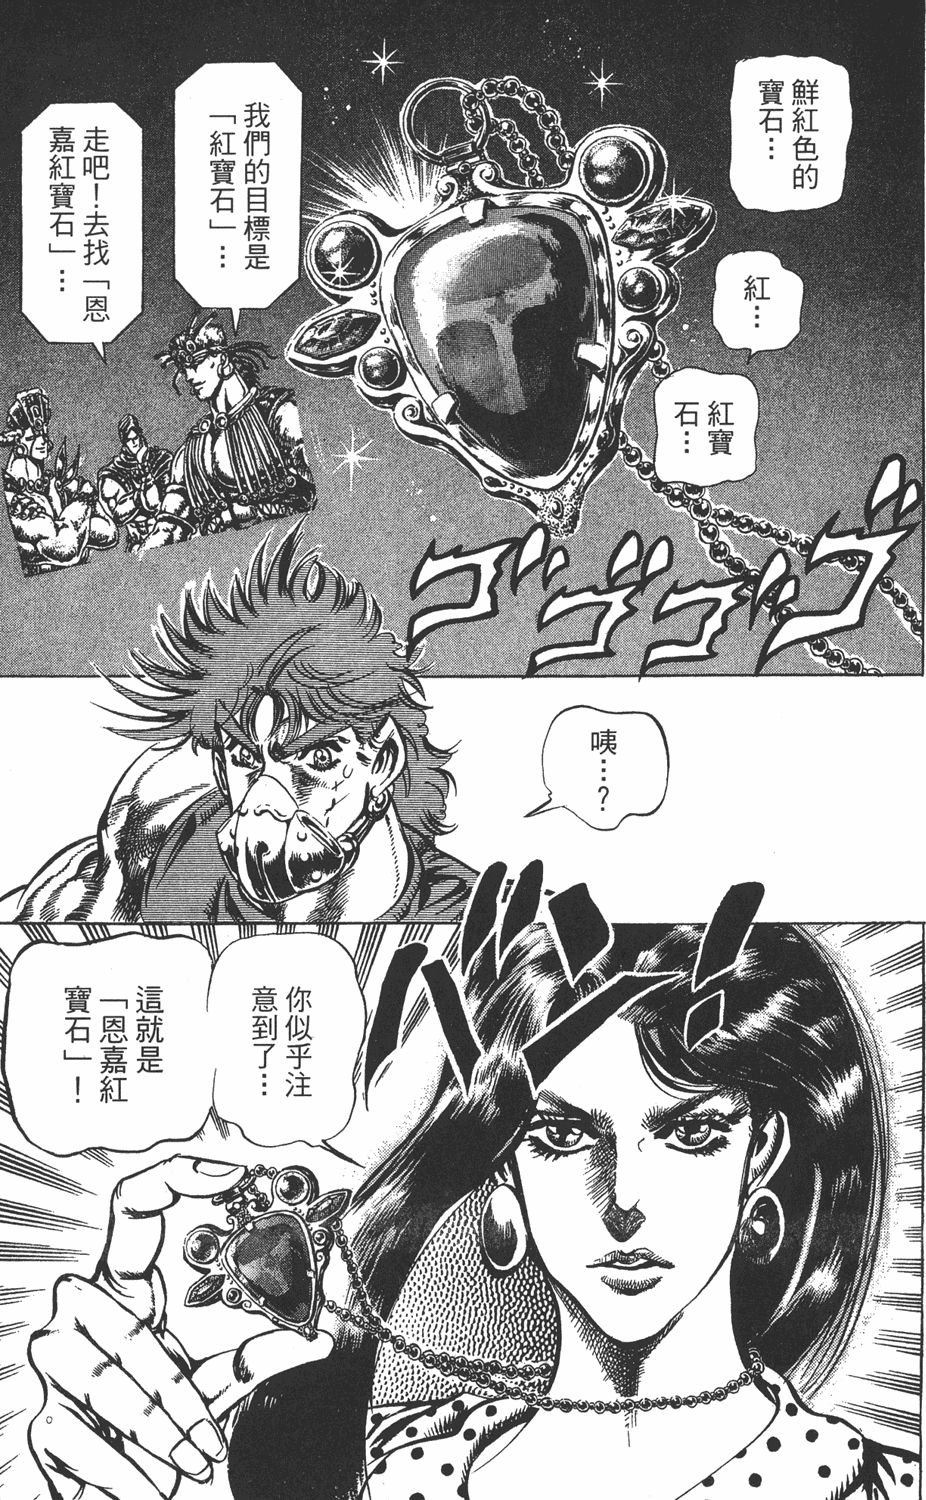 鮮紅色的
寶石…
紅…
紅寶
石…
我們的目標是
「紅寶石」…
走吧！去找「恩
嘉紅寶石」…
ゴゴゴゴ
咦…?
バン！
你似乎注
意到了…
這就是
「恩嘉紅
寶石」！